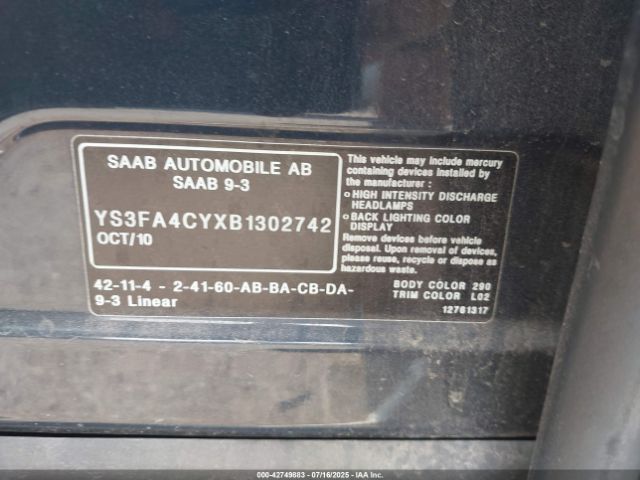 SAAB AUTOMOBILE AB
SAAB 9-3
YS3FA4CYXB1302742
OCT/10
42-11-4 - 2-41-60-AB-BA-CB-DA-
9-3 Linear
This vehicle may include mercury
containing devices installed by
the manufacturer :
HIGH INTENSITY DISCHARGE
HEADLAMPS
BACK LIGHTING COLOR
DISPLAY
Remove devices before vehicle
disposal. Upon removal of devices,
please reuse, recycle or dispose as
hazardous waste.
BODY COLOR 290
TRIM COLOR L02
12781317
000-42749883 - 07/16/2025 - IAA, Inc.